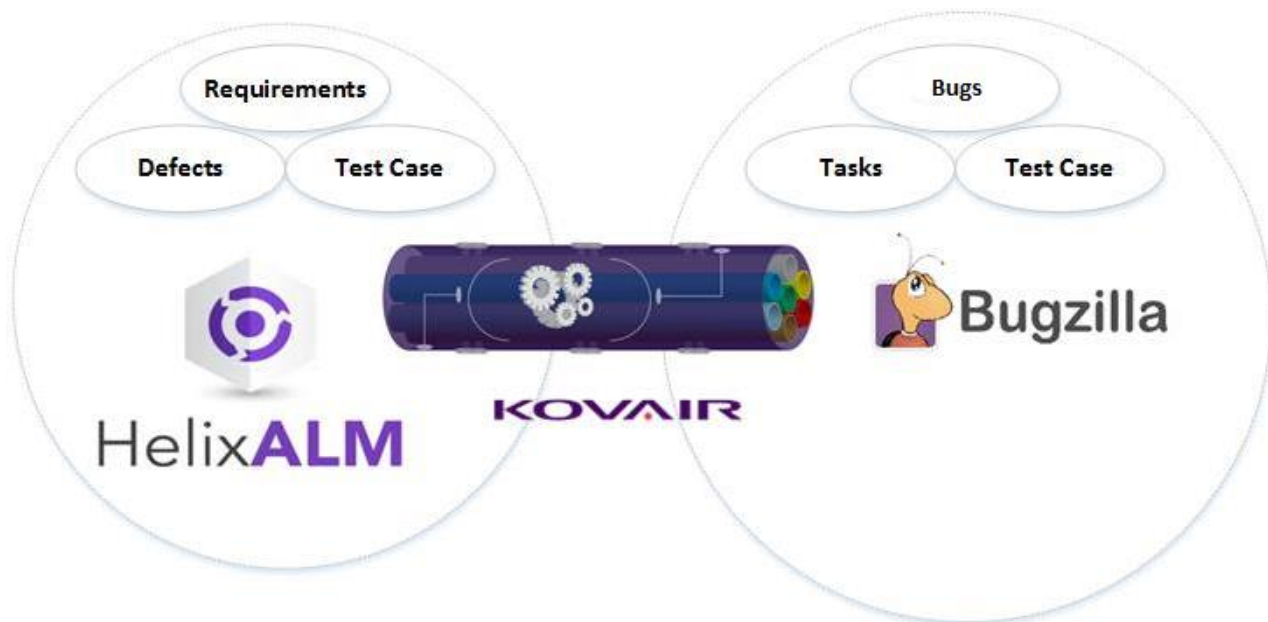 Requirements
Defects
Test Case
Bugs
Tasks
Test Case
HelixALM
KOVAIR
Bugzilla